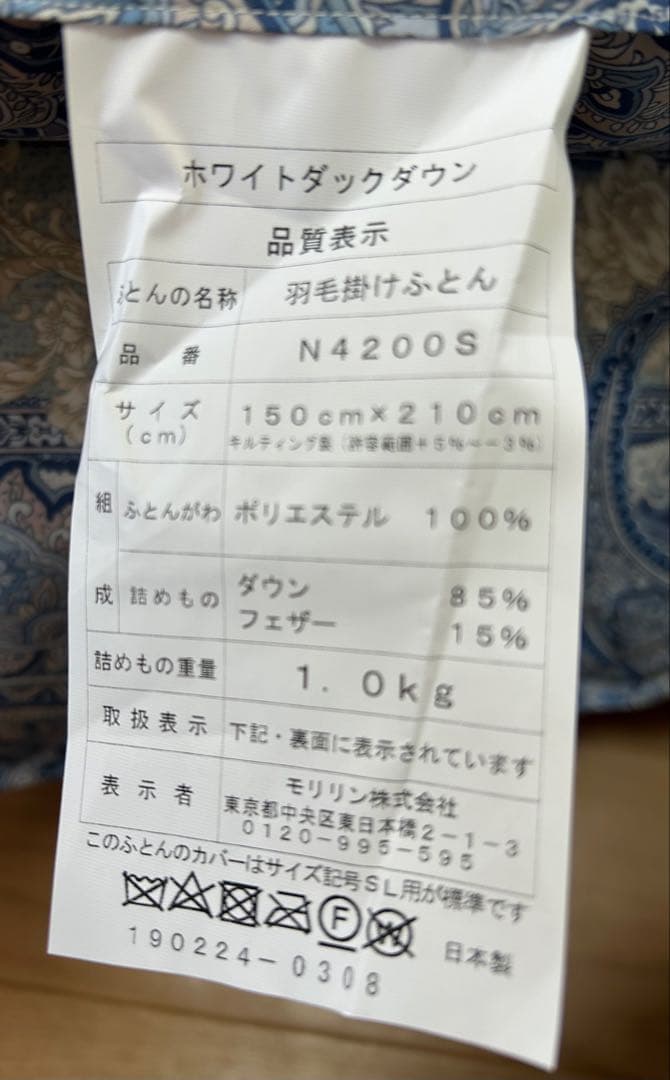 ホワイトダックダウン
品質表示
ふとんの名称 羽毛掛けふとん
品番 N4200S
サイズ 150cm×210cm
(cm) キルティング製(許容範囲+5%~-3%)
組 ふとんがわ ポリエステル 100%
成 詰めもの ダウン 85%
フェザー 15%
詰めもの重量 1.0kg
取扱表示 下記・裏面に表示されています
表示者 モリリン株式会社
東京都中央区東日本橋2-1-3
0120-995-595
このふとんのカバーはサイズ記号SL用が標準です
F W 日本製
190224-0308